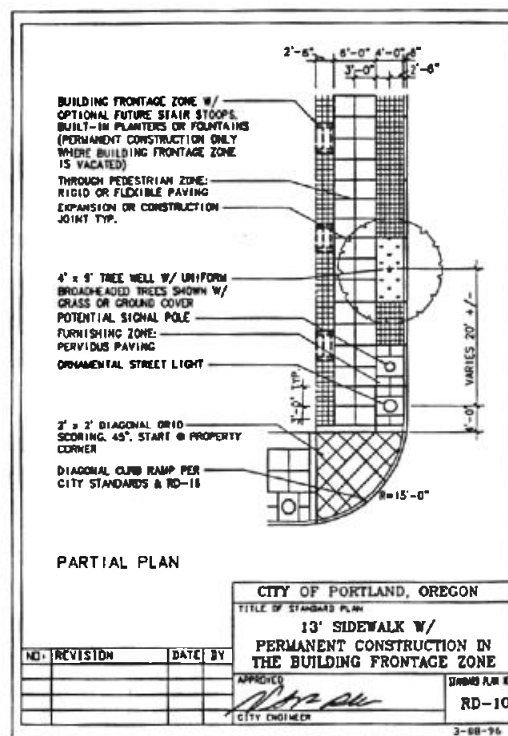 2'-6" 6'-0" 4'-0" 6"
3'-0" 2'-6"
BUILDING FRONTAGE ZONE W/
OPTIONAL FUTURE STAIR STOOPS,
BUILT-IN PLANTERS OR FOUNTAINS
(PERMANENT CONSTRUCTION ONLY
WHERE BUILDING FRONTAGE ZONE
IS VACATED)
THROUGH PEDESTRIAN ZONE:
RIGID OR FLEXIBLE PAVING
EXPANSION OR CONSTRUCTION
JOINT TYP.
4' x 9' TREE WELL W/ UNIFORM
BROADHEADED TREES SHOWN W/
GRASS OR GROUND COVER
POTENTIAL SIGNAL POLE
FURNISHING ZONE:
PERVIOUS PAVING
ORNAMENTAL STREET LIGHT
VARIES 20' +/-
3'-0" TYP.
2' x 2' DIAGONAL GRID
SCORING, 45°, START @ PROPERTY
CORNER
DIAGONAL CURB RAMP PER
CITY STANDARDS & RD-16
R=15'-0"
PARTIAL PLAN
CITY OF PORTLAND, OREGON
TITLE OF STANDARD PLAN
13' SIDEWALK W/
PERMANENT CONSTRUCTION IN
THE BUILDING FRONTAGE ZONE
NO. REVISION DATE BY
APPROVED
CITY ENGINEER
STANDARD PLAN
RD-10
3-08-96